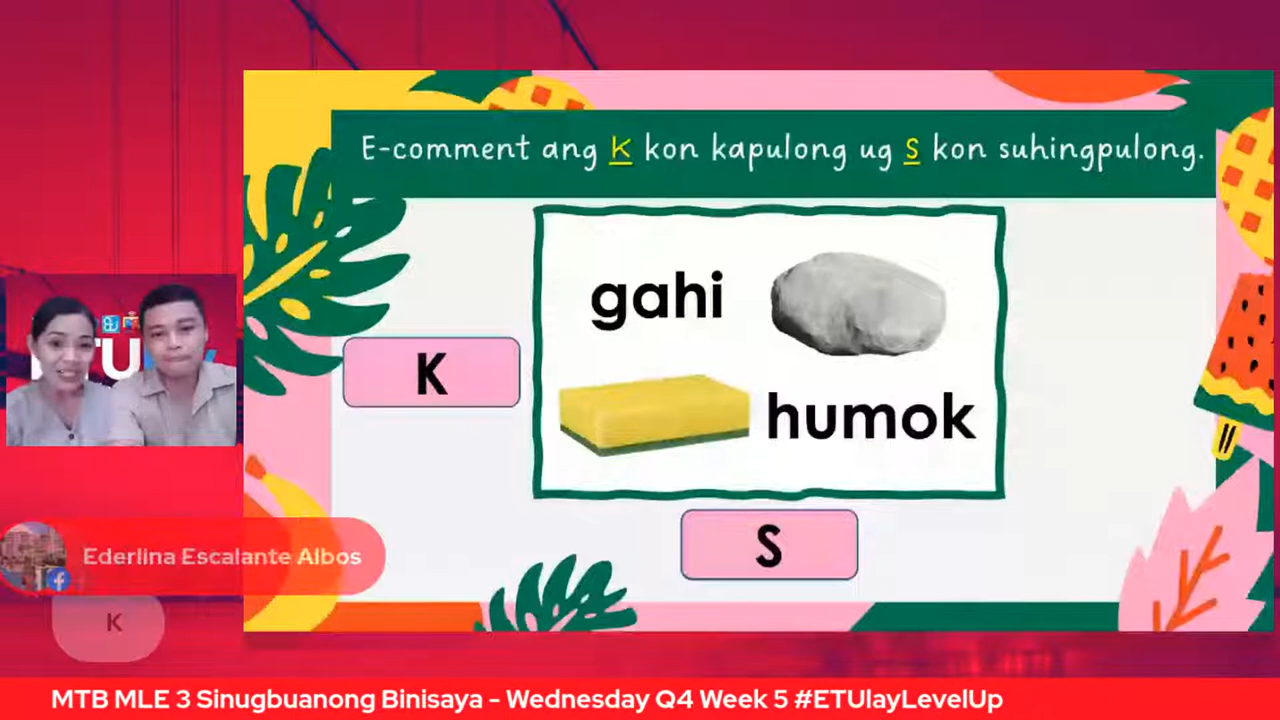 E-comment ang K kon kapulong ug S kon suhingpulong.
gahi
K
humok
S
TU
Ederlina Escalante Albos
K
MTB MLE 3 Sinugbuanong Binisaya - Wednesday Q4 Week 5 #ETUlayLevelUp